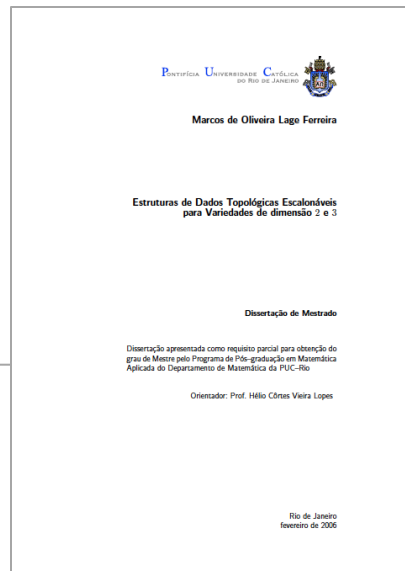 Pontifícia Universidade Católica
do Rio de Janeiro
Marcos de Oliveira Lage Ferreira
Estruturas de Dados Topológicas Escalonáveis
para Variedades de dimensão 2 e 3
Dissertação de Mestrado
Dissertação apresentada como requisito parcial para obtenção do
grau de Mestre pelo Programa de Pós–graduação em Matemática
Aplicada do Departamento de Matemática da PUC–Rio
Orientador: Prof. Hélio Côrtes Vieira Lopes
Rio de Janeiro
fevereiro de 2006